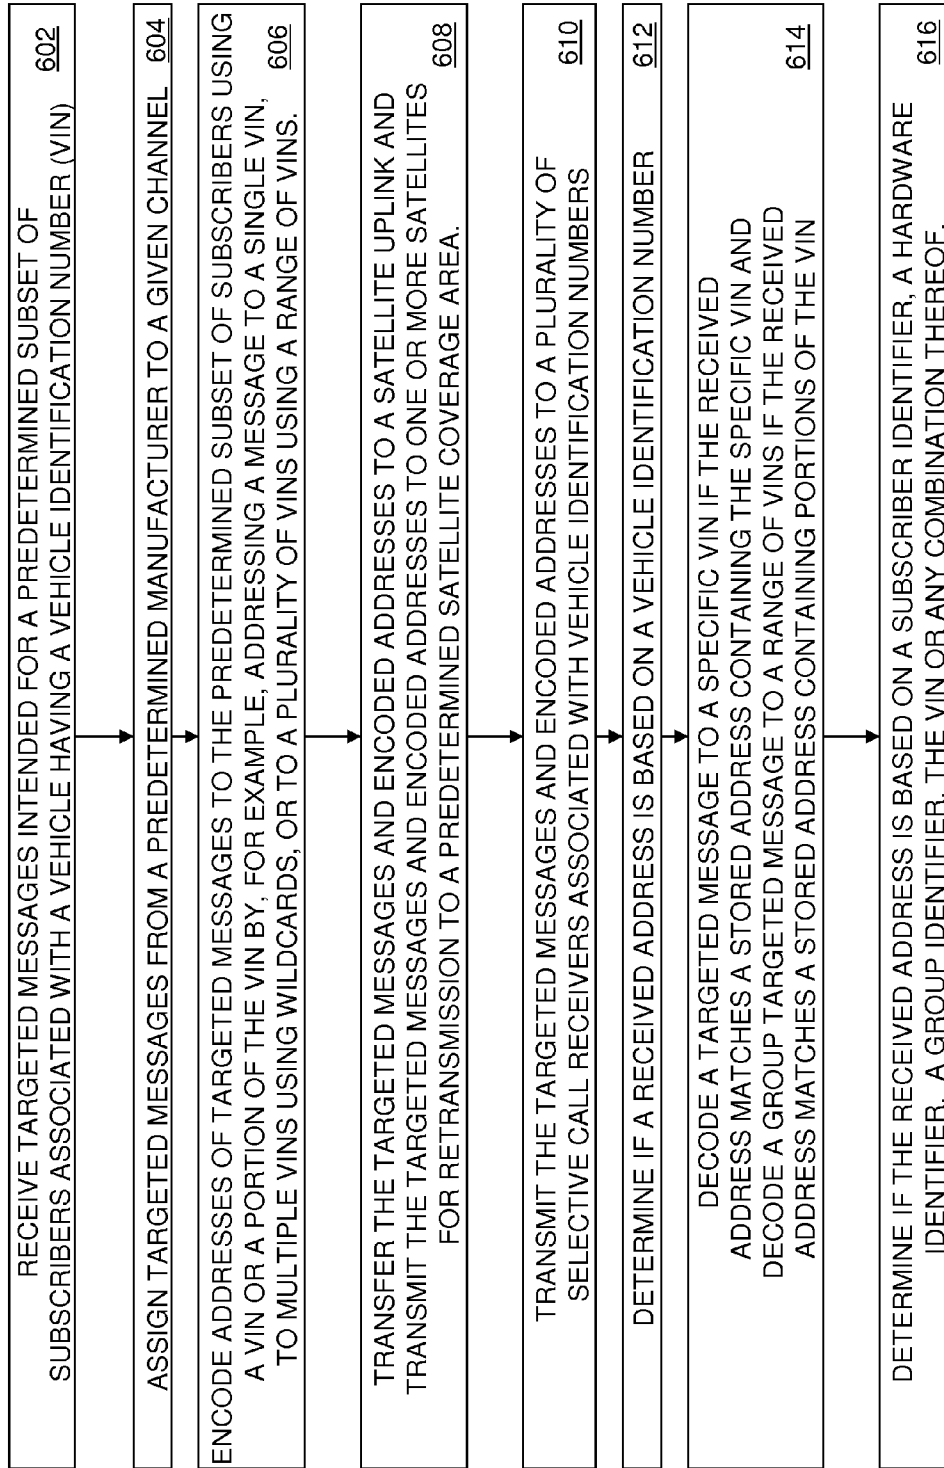 RECEIVE TARGETED MESSAGES INTENDED FOR A PREDETERMINED SUBSET OF
SUBSCRIBERS ASSOCIATED WITH A VEHICLE HAVING A VEHICLE IDENTIFICATION NUMBER (VIN)
602
ASSIGN TARGETED MESSAGES FROM A PREDETERMINED MANUFACTURER TO A GIVEN CHANNEL 604
ENCODE ADDRESSES OF TARGETED MESSAGES TO THE PREDETERMINED SUBSET OF SUBSCRIBERS USING
A VIN OR A PORTION OF THE VIN BY, FOR EXAMPLE, ADDRESSING A MESSAGE TO A SINGLE VIN,
TO MULTIPLE VINS USING WILDCARDS, OR TO A PLURALITY OF VINS USING A RANGE OF VINS.
606
TRANSFER THE TARGETED MESSAGES AND ENCODED ADDRESSES TO A SATELLITE UPLINK AND
TRANSMIT THE TARGETED MESSAGES AND ENCODED ADDRESSES TO ONE OR MORE SATELLITES
FOR RETRANSMISSION TO A PREDETERMINED SATELLITE COVERAGE AREA.
608
TRANSMIT THE TARGETED MESSAGES AND ENCODED ADDRESSES TO A PLURALITY OF
SELECTIVE CALL RECEIVERS ASSOCIATED WITH VEHICLE IDENTIFICATION NUMBERS
610
DETERMINE IF A RECEIVED ADDRESS IS BASED ON A VEHICLE IDENTIFICATION NUMBER 612
DECODE A TARGETED MESSAGE TO A SPECIFIC VIN IF THE RECEIVED
ADDRESS MATCHES A STORED ADDRESS CONTAINING THE SPECIFIC VIN AND
DECODE A GROUP TARGETED MESSAGE TO A RANGE OF VINS IF THE RECEIVED
ADDRESS MATCHES A STORED ADDRESS CONTAINING PORTIONS OF THE VIN
614
DETERMINE IF THE RECEIVED ADDRESS IS BASED ON A SUBSCRIBER IDENTIFIER, A HARDWARE
IDENTIFIER, A GROUP IDENTIFIER, THE VIN OR ANY COMBINATION THEREOF.
616